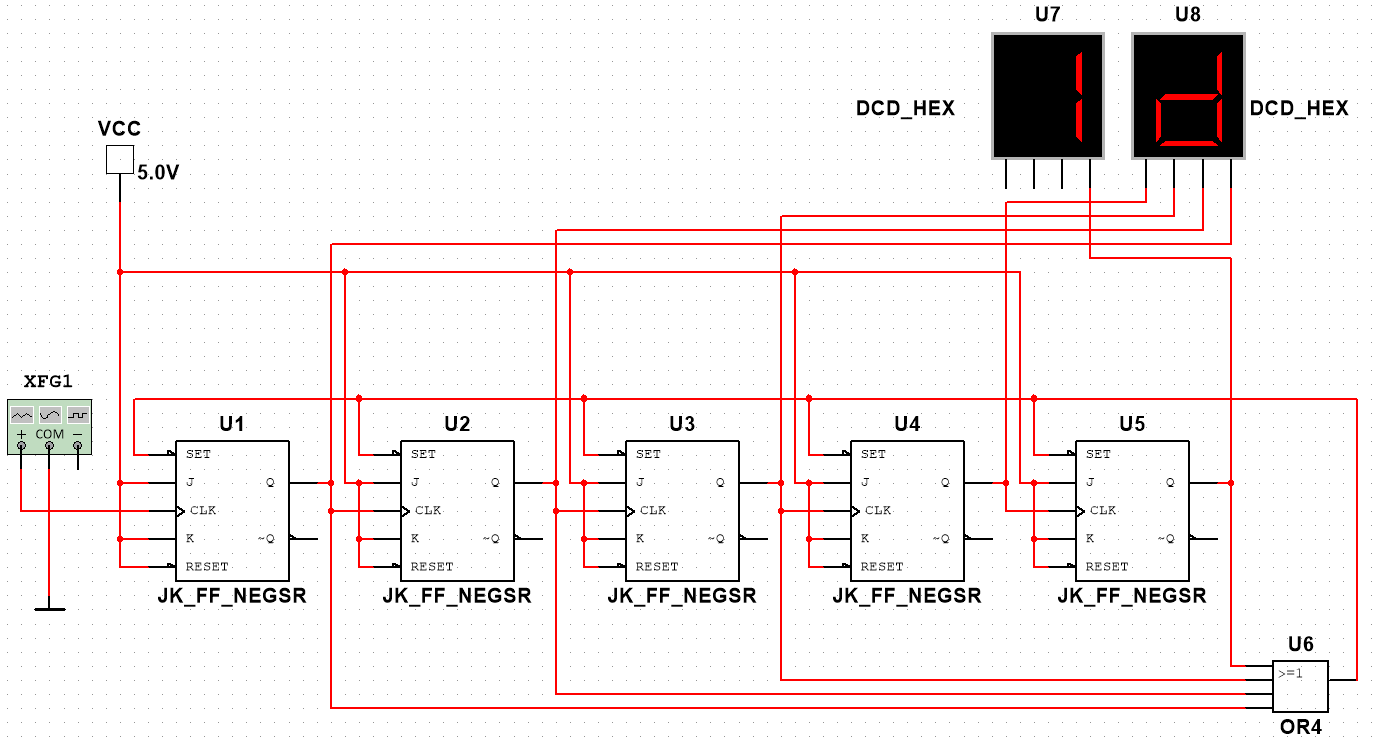 U7
U8
1
d
DCD_HEX
DCD_HEX
VCC
5.0V
XFG1
+
COM
−
U1
SET
J
Q
CLK
K
~Q
RESET
JK_FF_NEGSR
U2
SET
J
Q
CLK
K
~Q
RESET
JK_FF_NEGSR
U3
SET
J
Q
CLK
K
~Q
RESET
JK_FF_NEGSR
U4
SET
J
Q
CLK
K
~Q
RESET
JK_FF_NEGSR
U5
SET
J
Q
CLK
K
~Q
RESET
JK_FF_NEGSR
U6
>=1
OR4